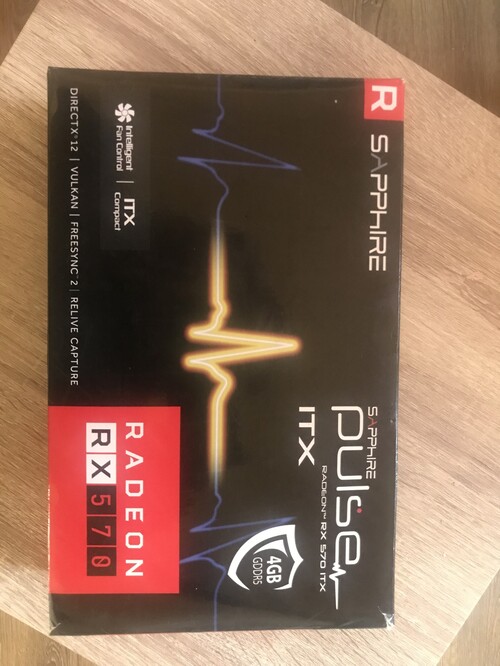 R
SAPPHIRE
SAPPHIRE
pulse
RADEON™ RX 570 ITX
ITX
4GB
GDDR5
Intelligent
Fan Control
ITX
Compact
DIRECTX® 12 | VULKAN | FREESYNC™ 2 | RELIVE CAPTURE
RADEON
RX 570